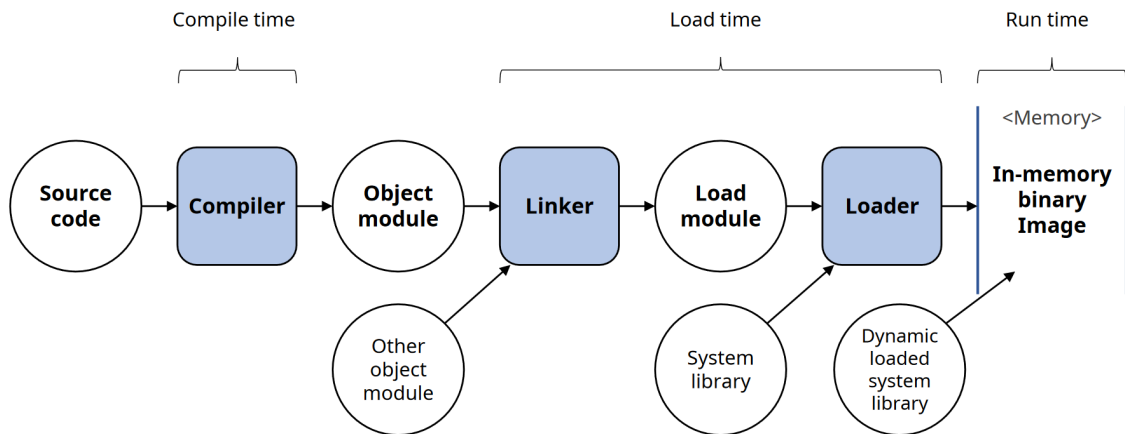 Compile time
Load time
Run time
<Memory>
Source
code
Compiler
Object
module
Linker
Load
module
Loader
In-memory
binary
Image
Other
object
module
System
library
Dynamic
loaded
system
library